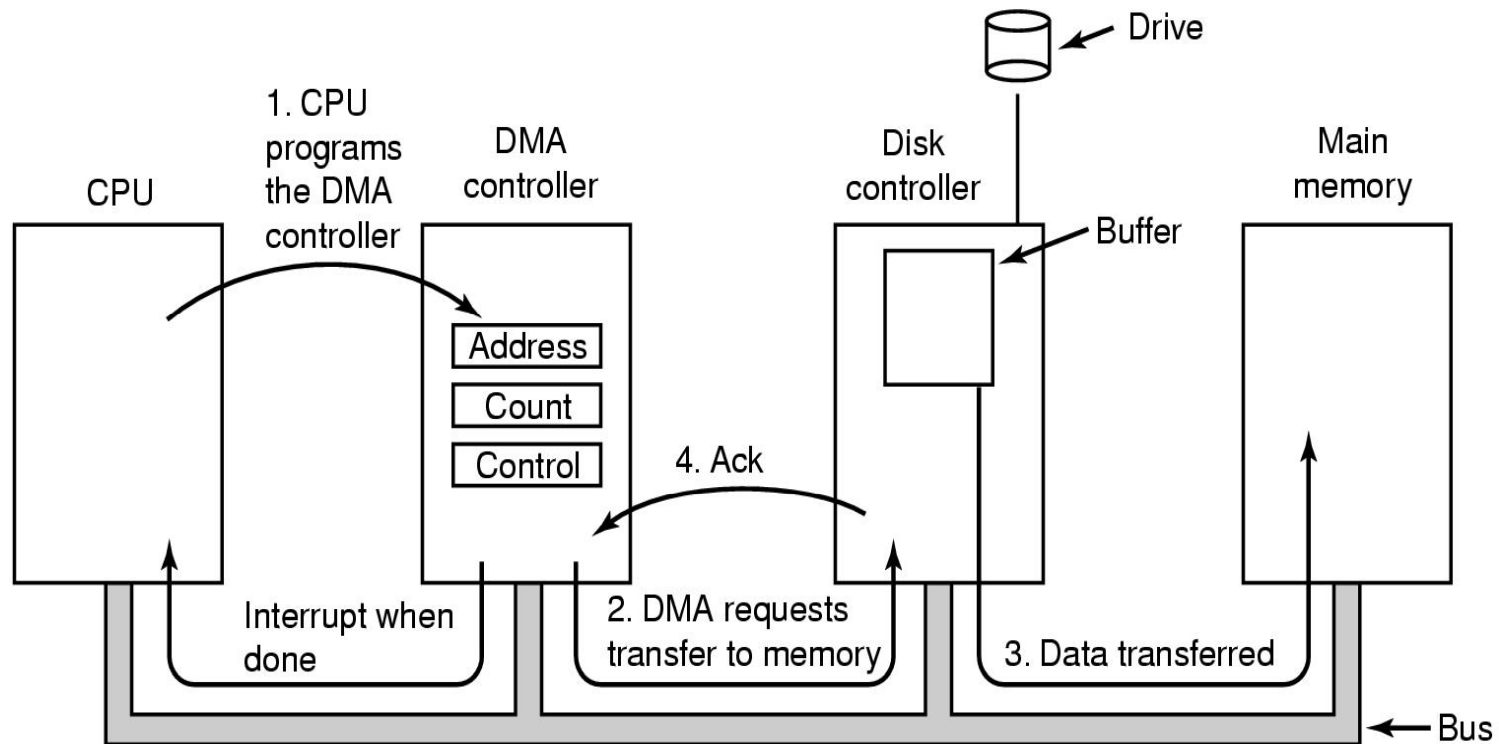 Drive
1. CPU
programs
the DMA
controller
DMA
controller
Disk
controller
Main
memory
CPU
Buffer
Address
Count
Control
4. Ack
Interrupt when
done
2. DMA requests
transfer to memory
3. Data transferred
Bus